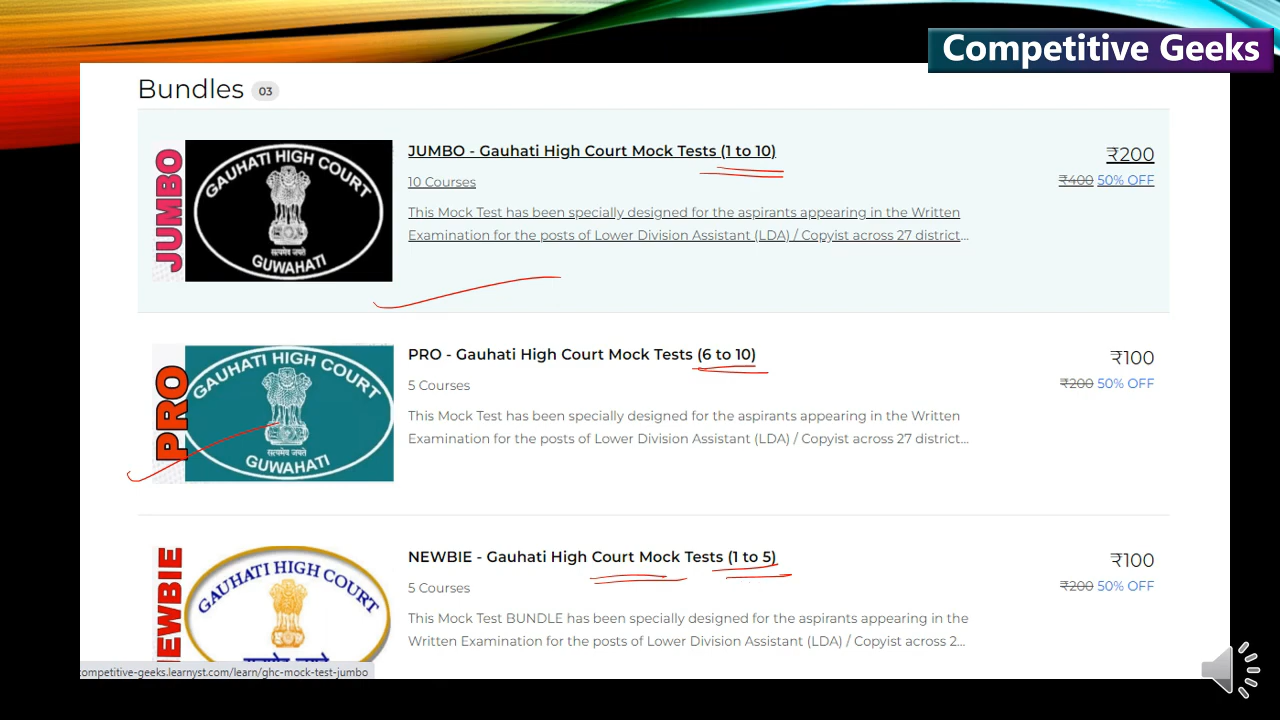 Competitive Geeks
Bundles 03
JUMBO
GAUHATI HIGH COURT
सत्यमेव जयते
GUWAHATI
JUMBO - Gauhati High Court Mock Tests (1 to 10)
₹200
10 Courses
₹400 50% OFF
This Mock Test has been specially designed for the aspirants appearing in the Written
Examination for the posts of Lower Division Assistant (LDA) / Copyist across 27 district...
PRO
GAUHATI HIGH COURT
सत्यमेव जयते
GUWAHATI
PRO - Gauhati High Court Mock Tests (6 to 10)
₹100
5 Courses
₹200 50% OFF
This Mock Test has been specially designed for the aspirants appearing in the Written
Examination for the posts of Lower Division Assistant (LDA) / Copyist across 27 district...
NEWBIE
GAUHATI HIGH COURT
NEWBIE - Gauhati High Court Mock Tests (1 to 5)
₹100
5 Courses
₹200 50% OFF
This Mock Test BUNDLE has been specially designed for the aspirants appearing in the
Written Examination for the posts of Lower Division Assistant (LDA) / Copyist across 2...
competitive-geeks.learnyst.com/learn/ghc-mock-test-jumbo